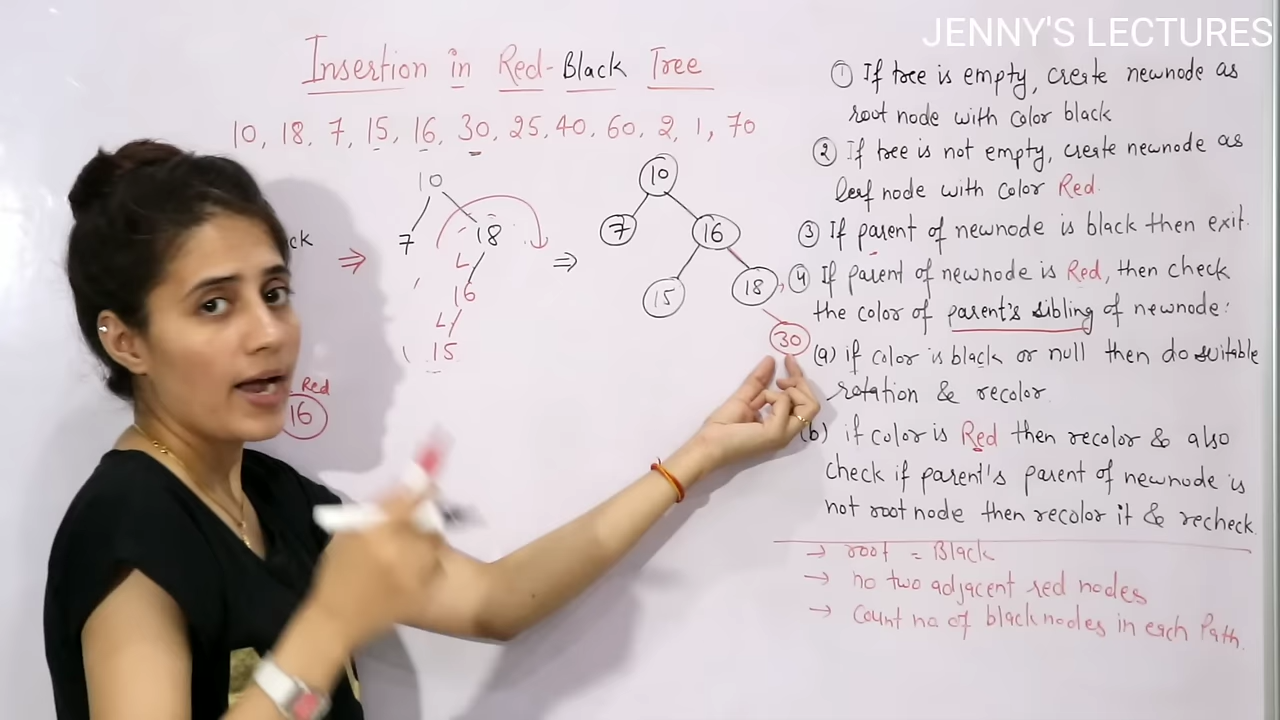 JENNY'S LECTURES
Insertion in Red-Black Tree
10, 18, 7, 15, 16, 30, 25, 40, 60, 2, 1, 70
ck ⇒
10
7 18
L
16
L
15
Red
16
⇒
10
7 16
15 18
30
① If tree is empty, create newnode as
root node with color black
② If tree is not empty, create newnode as
leaf node with color Red.
③ If parent of newnode is black then exit.
④ If parent of newnode is Red, then check
the color of parent's sibling of newnode:
(a) if color is black or null then do suitable
rotation & recolor
b) if color is Red then recolor & also
check if parent's parent of newnode is
not root node then recolor it & recheck
→ root = Black
→ no two adjacent red nodes
→ Count no of black nodes in each Path.